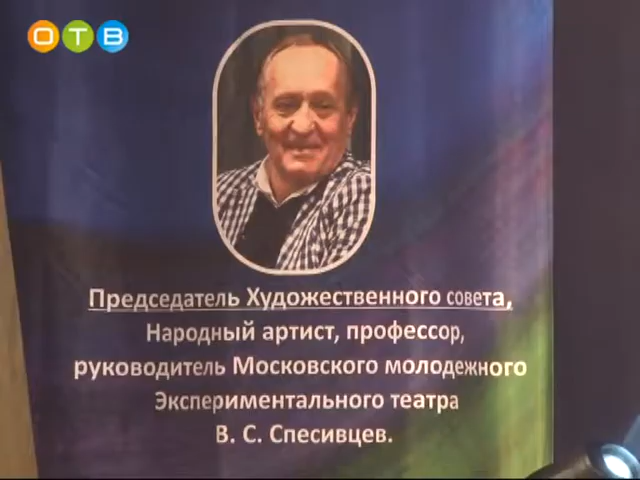 ОТВ
Председатель Художественного совета,
Народный артист, профессор,
руководитель Московского молодежного
Экспериментального театра
В. С. Спесивцев.